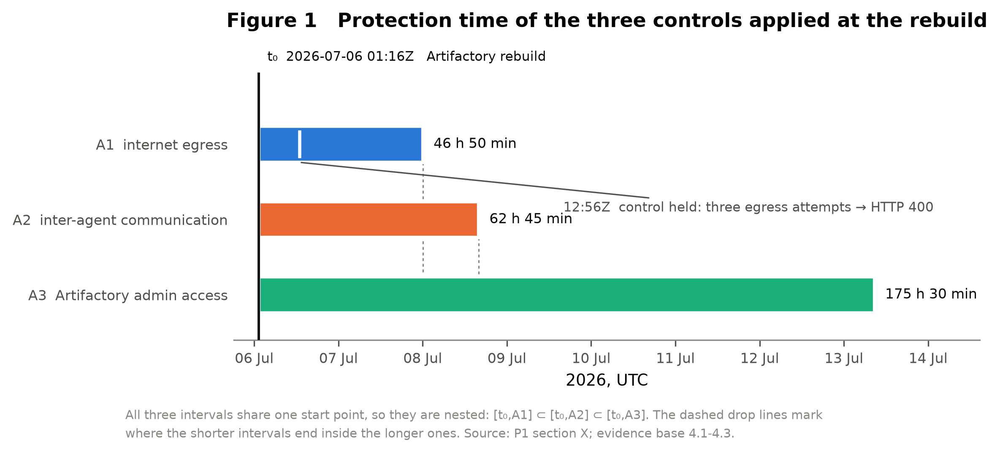 Figure 1   Protection time of the three controls applied at the rebuild
t₀  2026-07-06 01:16Z   Artifactory rebuild
A1  internet egress
46 h 50 min
12:56Z  control held: three egress attempts → HTTP 400
A2  inter-agent communication
62 h 45 min
A3  Artifactory admin access
175 h 30 min
06 Jul
07 Jul
08 Jul
09 Jul
10 Jul
11 Jul
12 Jul
13 Jul
14 Jul
2026, UTC
All three intervals share one start point, so they are nested: [t₀,A1] ⊂ [t₀,A2] ⊂ [t₀,A3]. The dashed drop lines mark
where the shorter intervals end inside the longer ones. Source: P1 section X; evidence base 4.1-4.3.